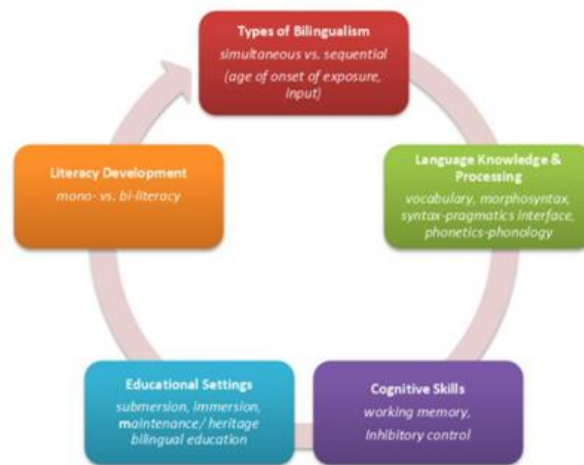 Types of Bilingualism
simultaneous vs. sequential
(age of onset of exposure,
Input)
Language Knowledge &
Processing
vocabulary, morphosyntax,
syntax-pragmatics interface,
phonetics-phonology
Cognitive Skills
working memory,
Inhibitory control
Educational Settings
submersion, immersion,
maintenance/ heritage
bilingual education
Literacy Development
mono- vs. bi-literacy